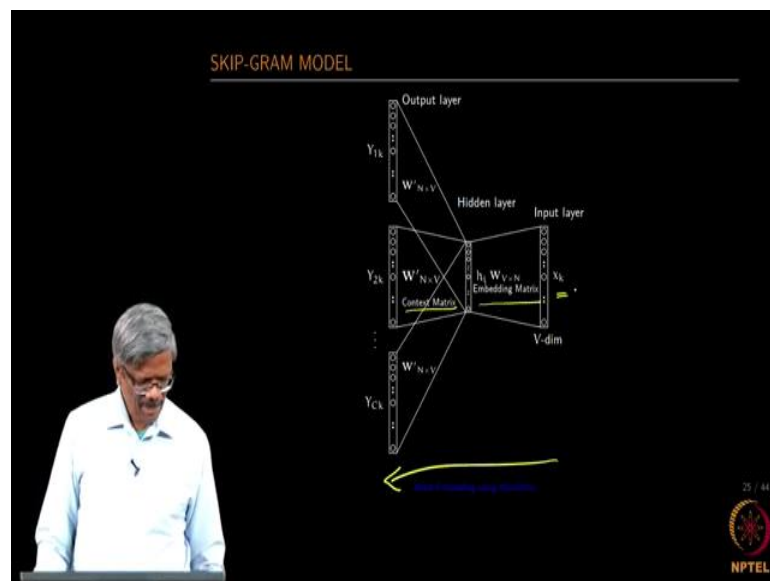 SKIP-GRAM MODEL
Output layer
Y1k
W'N×V
Hidden layer
Input layer
Y2k
W'N×V
hi
WV×N
xk
Context Matrix
Embedding Matrix
V-dim
W'N×V
YCk
25 / 44
NPTEL